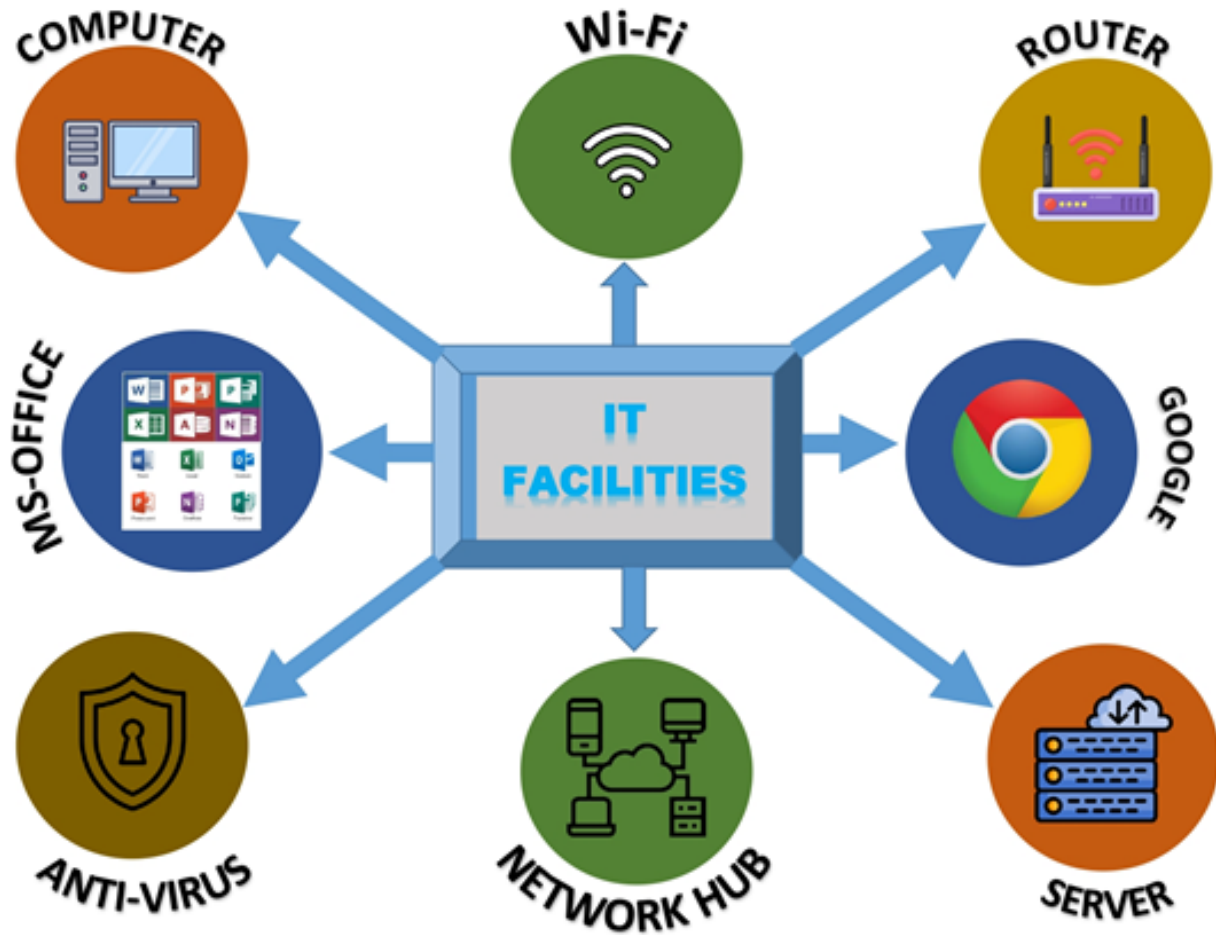 COMPUTER
Wi-Fi
ROUTER
MS-OFFICE
IT
FACILITIES
GOOGLE
ANTI-VIRUS
NETWORK HUB
SERVER
W
P
P
X
A
N